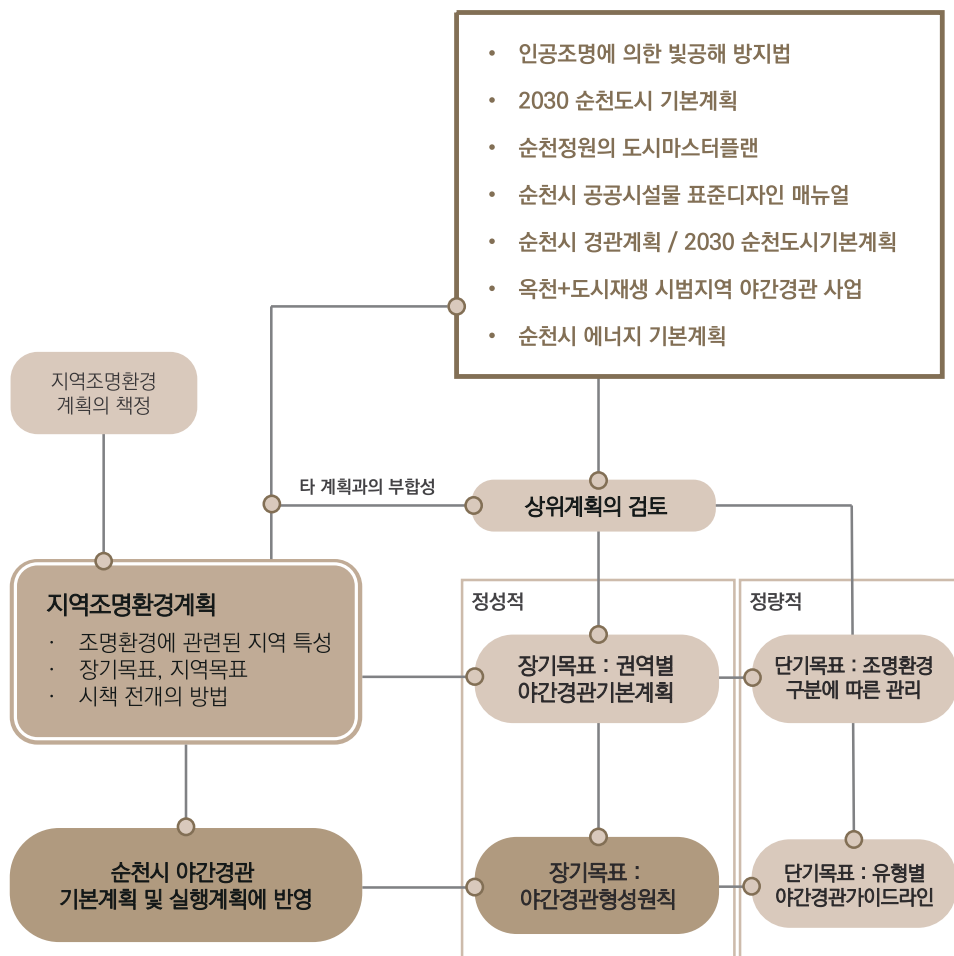 • 인공조명에 의한 빛공해 방지법
• 2030 순천도시 기본계획
• 순천정원의 도시마스터플랜
• 순천시 공공시설물 표준디자인 매뉴얼
• 순천시 경관계획 / 2030 순천도시기본계획
• 옥천+도시재생 시범지역 야간경관 사업
• 순천시 에너지 기본계획
지역조명환경
계획의 책정
타 계획과의 부합성
상위계획의 검토
지역조명환경계획
· 조명환경에 관련된 지역 특성
· 장기목표, 지역목표
· 시책 전개의 방법
정성적
정량적
장기목표 : 권역별
야간경관기본계획
단기목표 : 조명환경
구분에 따른 관리
순천시 야간경관
기본계획 및 실행계획에 반영
장기목표 :
야간경관형성원칙
단기목표 : 유형별
야간경관가이드라인